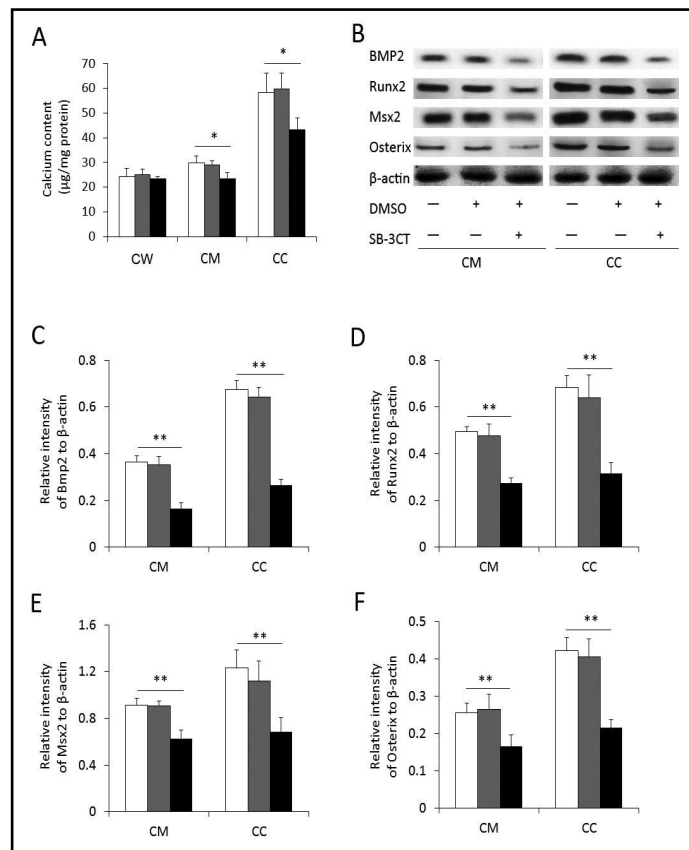 A
Calcium content
(μg/mg protein)
70
60
50
40
30
20
10
0
*
*
CW
CM
CC
B
BMP2
Runx2
Msx2
Osterix
β-actin
DMSO — + + — + +
SB-3CT — — + — — +
CM
CC
C
Relative intensity
of Bmp2 to β-actin
0.8
0.6
0.4
0.2
0
**
**
CM
CC
D
Relative intensity
of Runx2 to β-actin
0.8
0.6
0.4
0.2
0
**
**
CM
CC
E
Relative intensity
of Msx2 to β-actin
1.6
1.2
0.8
0.4
0
**
**
CM
CC
F
Relative intensity
of Osterix to β-actin
0.5
0.4
0.3
0.2
0.1
0
**
**
CM
CC